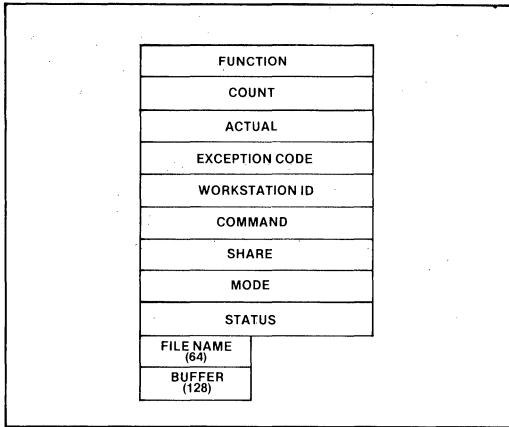 FUNCTION
COUNT
ACTUAL
EXCEPTION CODE
WORKSTATION ID
COMMAND
SHARE
MODE
STATUS
FILE NAME
(64)
BUFFER
(128)